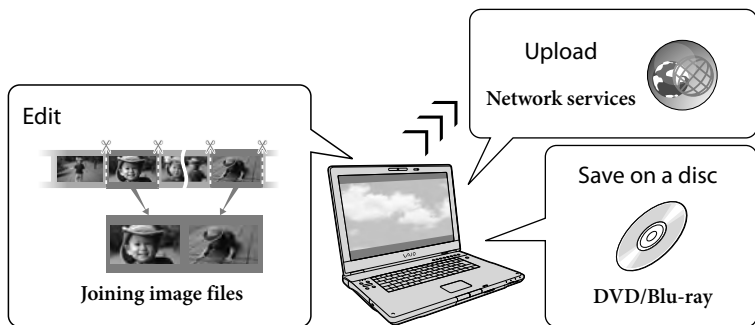 Edit
Joining image files
Upload
Network services
VAIO
Save on a disc
DVD/Blu-ray